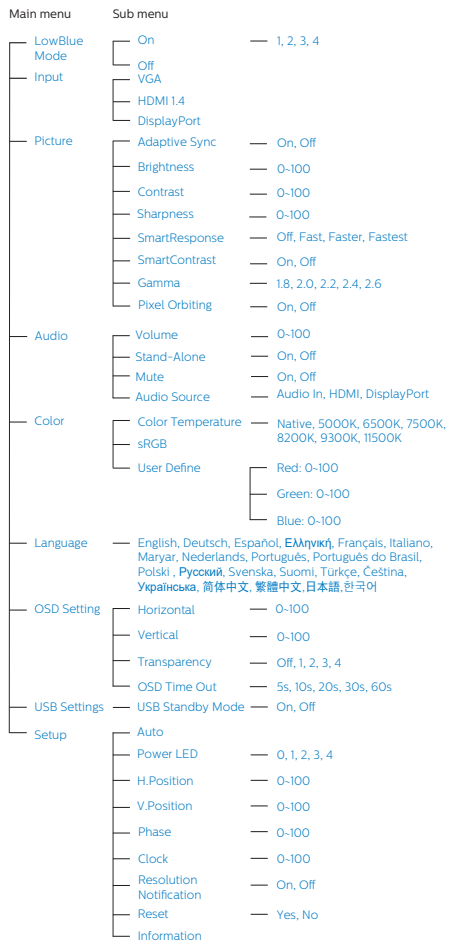 Main menu Sub menu
LowBlue Mode On 1, 2, 3, 4
Off
Input VGA
HDMI 1.4
DisplayPort
Picture Adaptive Sync On, Off
Brightness 0~100
Contrast 0~100
Sharpness 0~100
SmartResponse Off, Fast, Faster, Fastest
SmartContrast On, Off
Gamma 1.8, 2.0, 2.2, 2.4, 2.6
Pixel Orbiting On, Off
Audio Volume 0~100
Stand-Alone On, Off
Mute On, Off
Audio Source Audio In, HDMI, DisplayPort
Color Color Temperature Native, 5000K, 6500K, 7500K,
8200K, 9300K, 11500K
sRGB
User Define Red: 0~100
Green: 0~100
Blue: 0~100
Language English, Deutsch, Español, Ελληνική, Français, Italiano,
Maryar, Nederlands, Português, Português do Brasil,
Polski , Русский, Svenska, Suomi, Türkçe, Čeština,
Українська, 简体中文, 繁體中文,日本語,한국어
OSD Setting Horizontal 0~100
Vertical 0~100
Transparency Off, 1, 2, 3, 4
OSD Time Out 5s, 10s, 20s, 30s, 60s
USB Settings USB Standby Mode On, Off
Setup Auto
Power LED 0, 1, 2, 3, 4
H.Position 0~100
V.Position 0~100
Phase 0~100
Clock 0~100
Resolution Notification On, Off
Reset Yes, No
Information